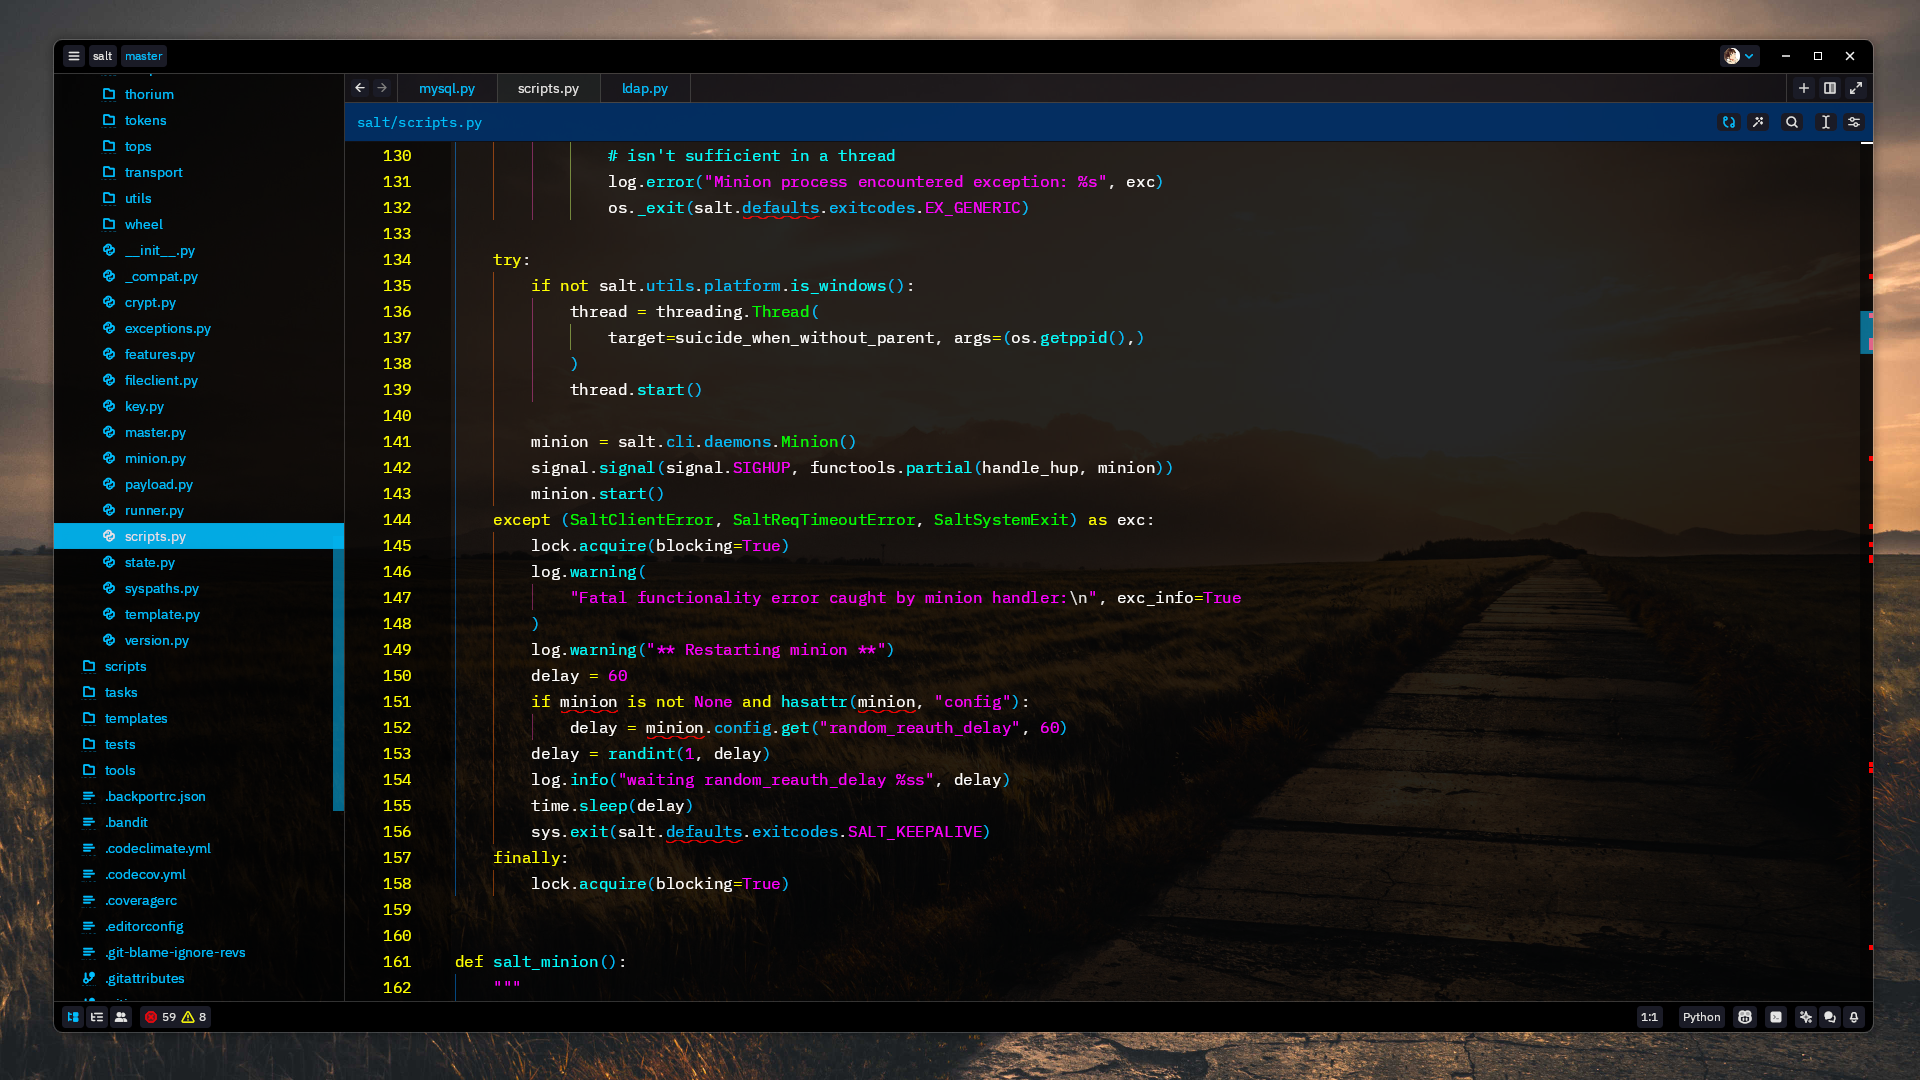 salt master
thorium
tokens
tops
transport
utils
wheel
__init__.py
_compat.py
crypt.py
exceptions.py
features.py
fileclient.py
key.py
master.py
minion.py
payload.py
runner.py
scripts.py
state.py
syspaths.py
template.py
version.py
scripts
tasks
templates
tests
tools
.backportrc.json
.bandit
.codeclimate.yml
.codecov.yml
.coveragerc
.editorconfig
.git-blame-ignore-revs
.gitattributes
mysql.py scripts.py ldap.py
salt/scripts.py
130 # isn't sufficient in a thread
131 log.error("Minion process encountered exception: %s", exc)
132 os._exit(salt.defaults.exitcodes.EX_GENERIC)
133
134 try:
135 if not salt.utils.platform.is_windows():
136 thread = threading.Thread(
137 target=suicide_when_without_parent, args=(os.getppid(),)
138 )
139 thread.start()
140
141 minion = salt.cli.daemons.Minion()
142 signal.signal(signal.SIGHUP, functools.partial(handle_hup, minion))
143 minion.start()
144 except (SaltClientError, SaltReqTimeoutError, SaltSystemExit) as exc:
145 lock.acquire(blocking=True)
146 log.warning(
147 "Fatal functionality error caught by minion handler:\n", exc_info=True
148 )
149 log.warning("** Restarting minion **")
150 delay = 60
151 if minion is not None and hasattr(minion, "config"):
152 delay = minion.config.get("random_reauth_delay", 60)
153 delay = randint(1, delay)
154 log.info("waiting random_reauth_delay %ss", delay)
155 time.sleep(delay)
156 sys.exit(salt.defaults.exitcodes.SALT_KEEPALIVE)
157 finally:
158 lock.acquire(blocking=True)
159
160
161 def salt_minion():
162 """
59 8
1:1 Python